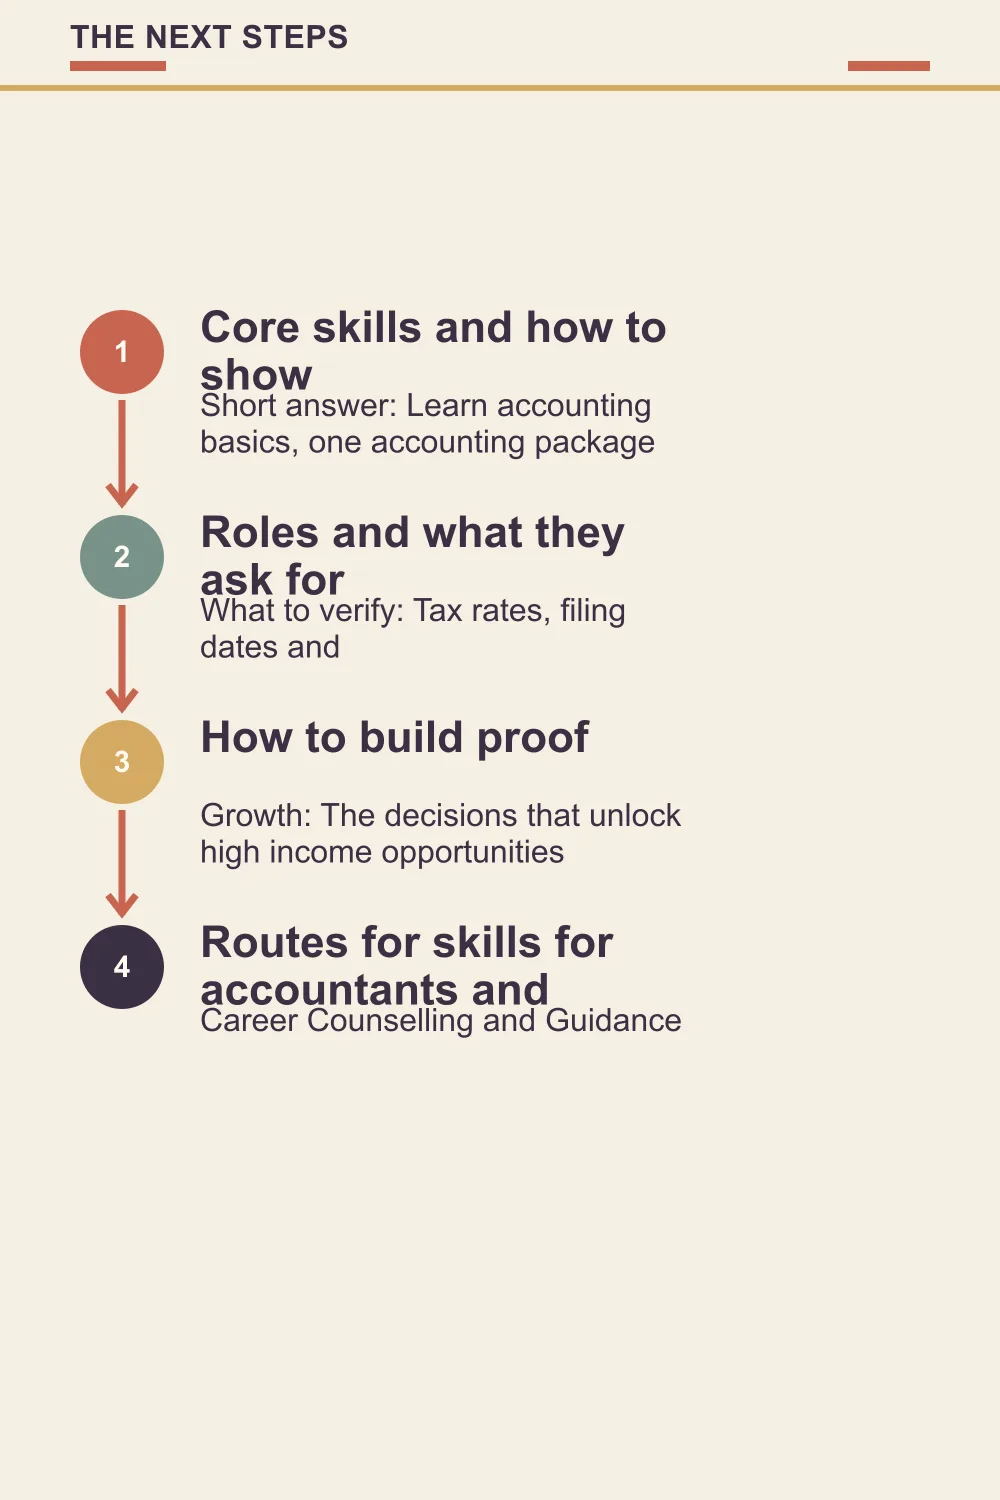 THE NEXT STEPS
1
Core skills and how to
show
Short answer: Learn accounting
basics, one accounting package
2
Roles and what they
ask for
What to verify: Tax rates, filing
dates and
3
How to build proof
Growth: The decisions that unlock
high income opportunities
4
Routes for skills for
accountants and
Career Counselling and Guidance